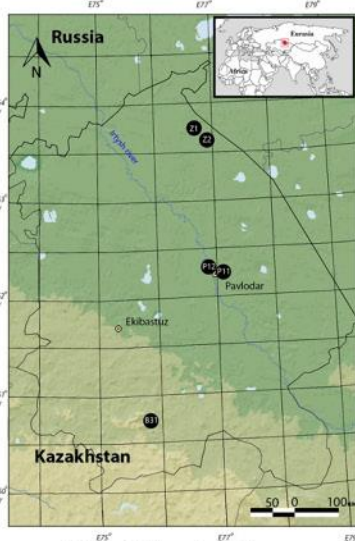 E75° E77° E79°
Russia
Eurasia
Africa
N
Z1
Z2
Irtysh river
P12 P11
Pavlodar
Ekibastuz
B31
Kazakhstan
50 0 100
E75° E77°